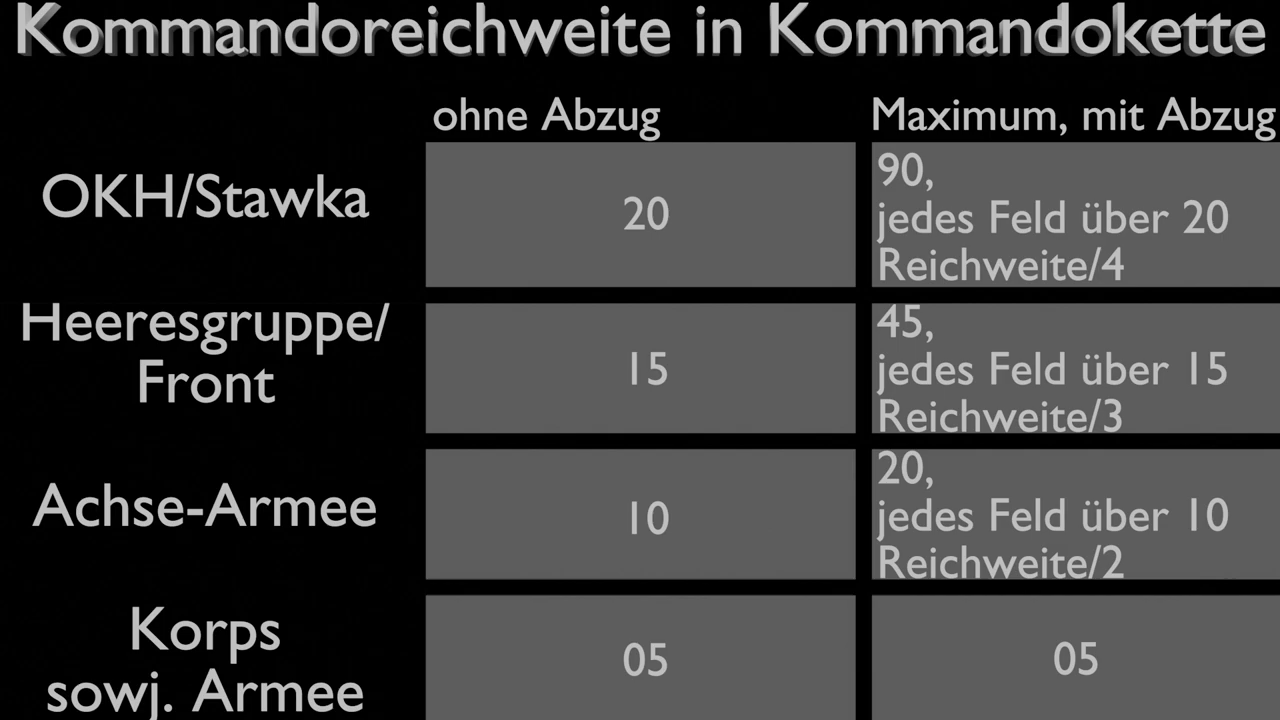 Kommandoreichweite in Kommandokette
ohne Abzug
Maximum, mit Abzug
OKH/Stawka
20
90,
jedes Feld über 20
Reichweite/4
Heeresgruppe/
Front
15
45,
jedes Feld über 15
Reichweite/3
Achse-Armee
10
20,
jedes Feld über 10
Reichweite/2
Korps
sowj. Armee
05
05